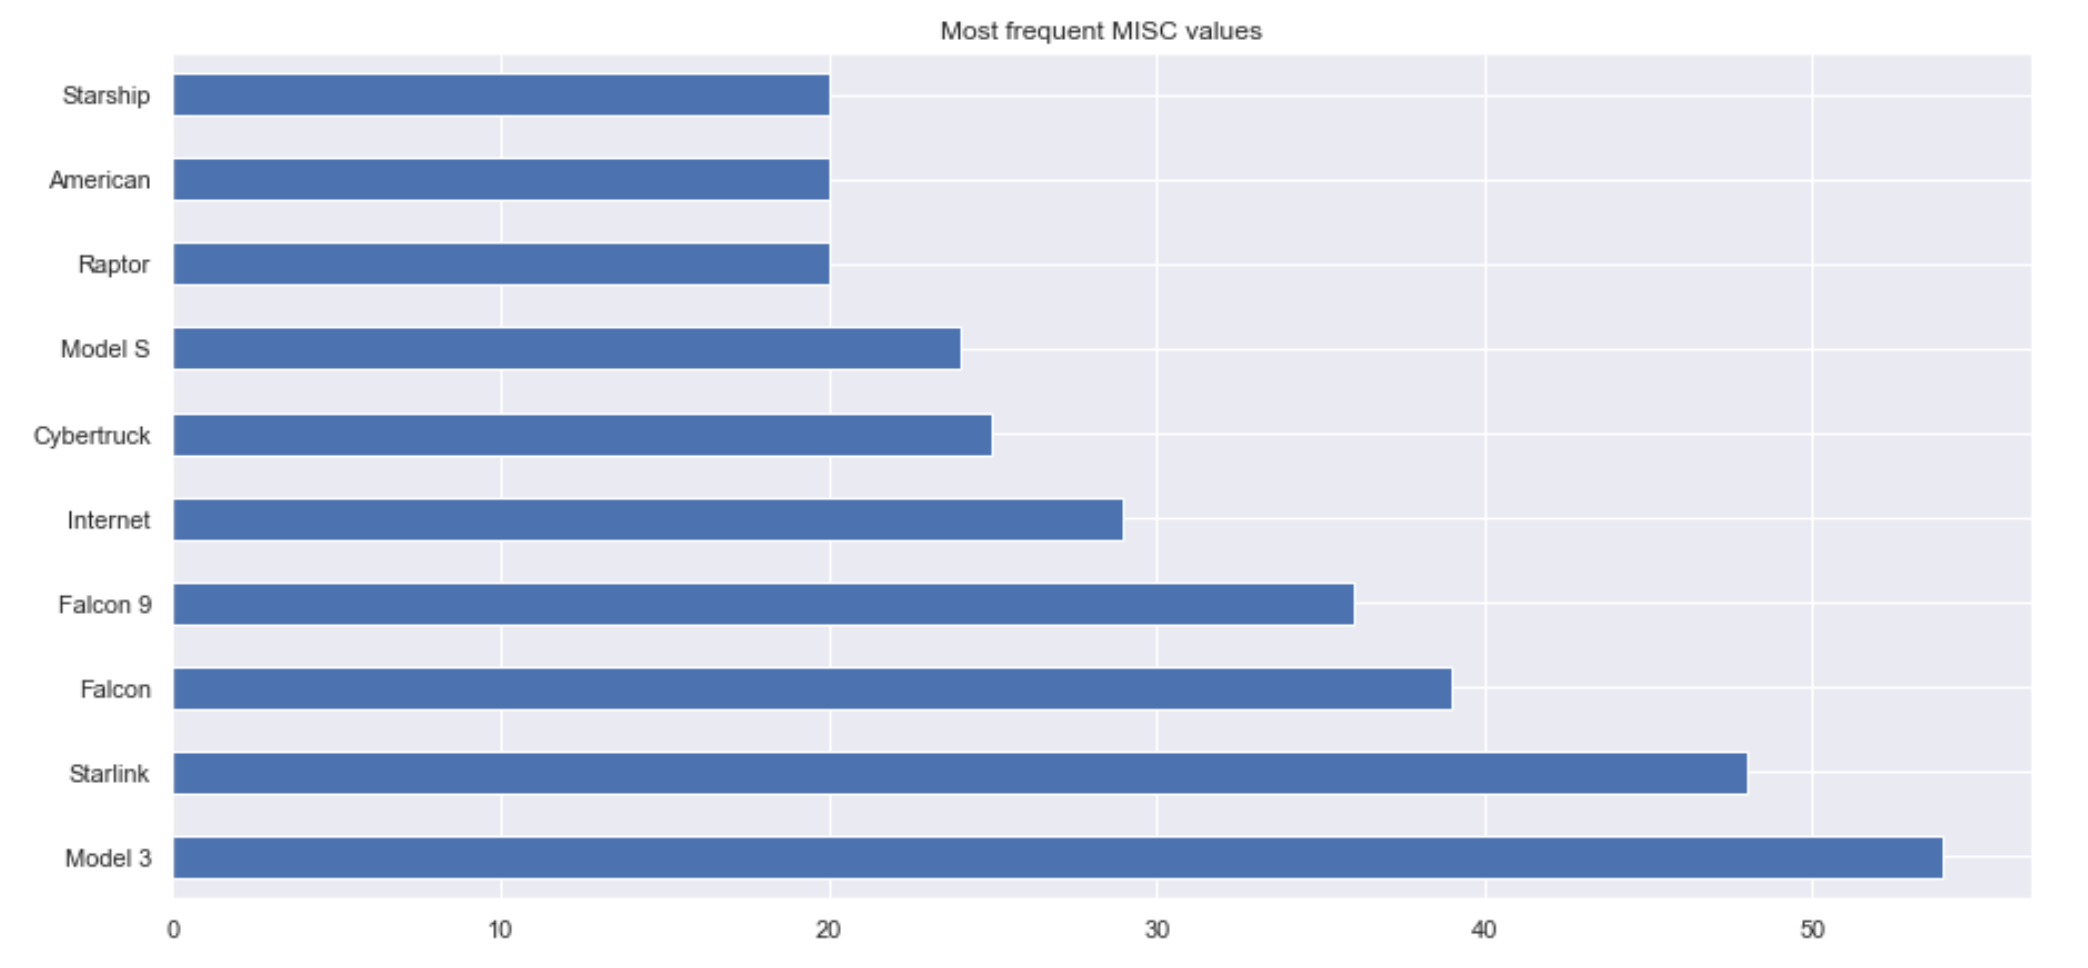 Most frequent MISC values
Starship
American
Raptor
Model S
Cybertruck
Internet
Falcon 9
Falcon
Starlink
Model 3
0 10 20 30 40 50